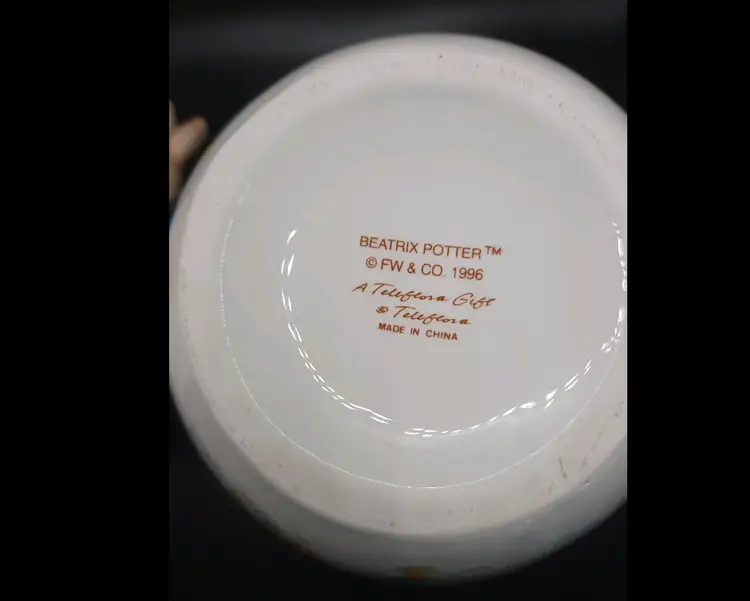 BEATRIX POTTER™
© FW & CO. 1996
A Teleflora Gift
© Teleflora
MADE IN CHINA